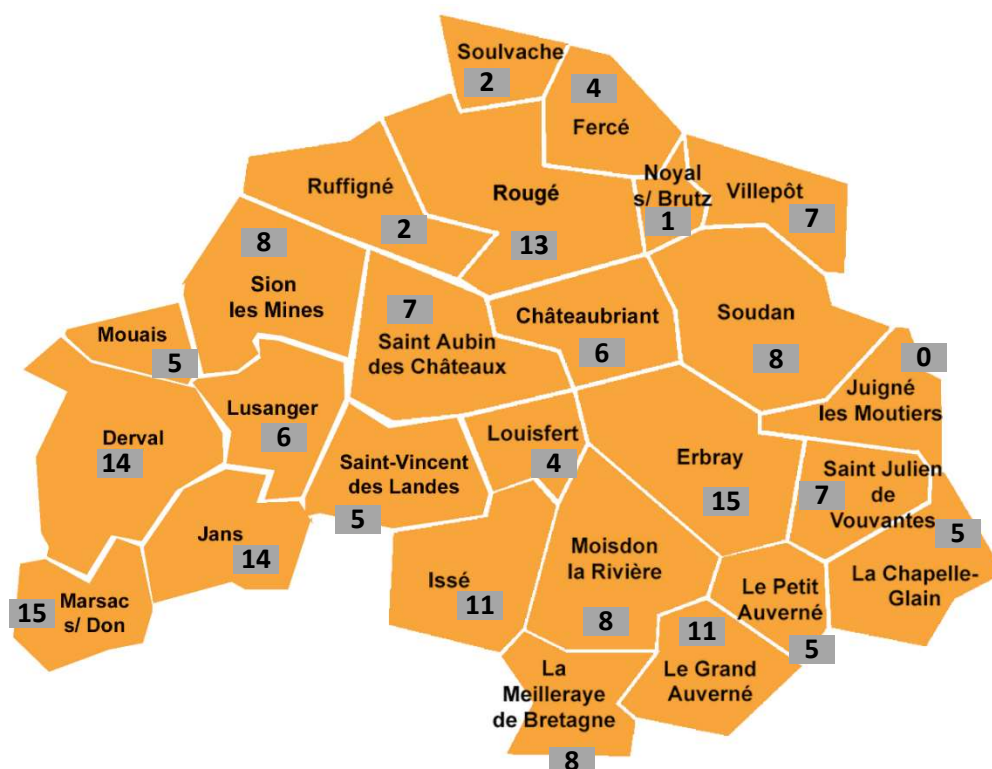 Soulvache
2
4
Fercé
Noyal
s/ Brutz
1
Villepôt
7
Ruffigné
2
Rougé
13
8
Sion
les Mines
7
Saint Aubin
des Châteaux
Châteaubriant
6
Soudan
8
0
Juigné
les Moutiers
Mouais
5
Lusanger
6
Derval
14
Saint-Vincent
des Landes
5
Louisfert
4
Erbray
15
Saint Julien
7
de
Vouvantes
5
La Chapelle-
Glain
Jans
14
Moisdon
la Rivière
8
Issé
11
Le Petit
Auverné
5
15
Marsac
s/ Don
11
Le Grand
Auverné
La
Meilleraye
de Bretagne
8